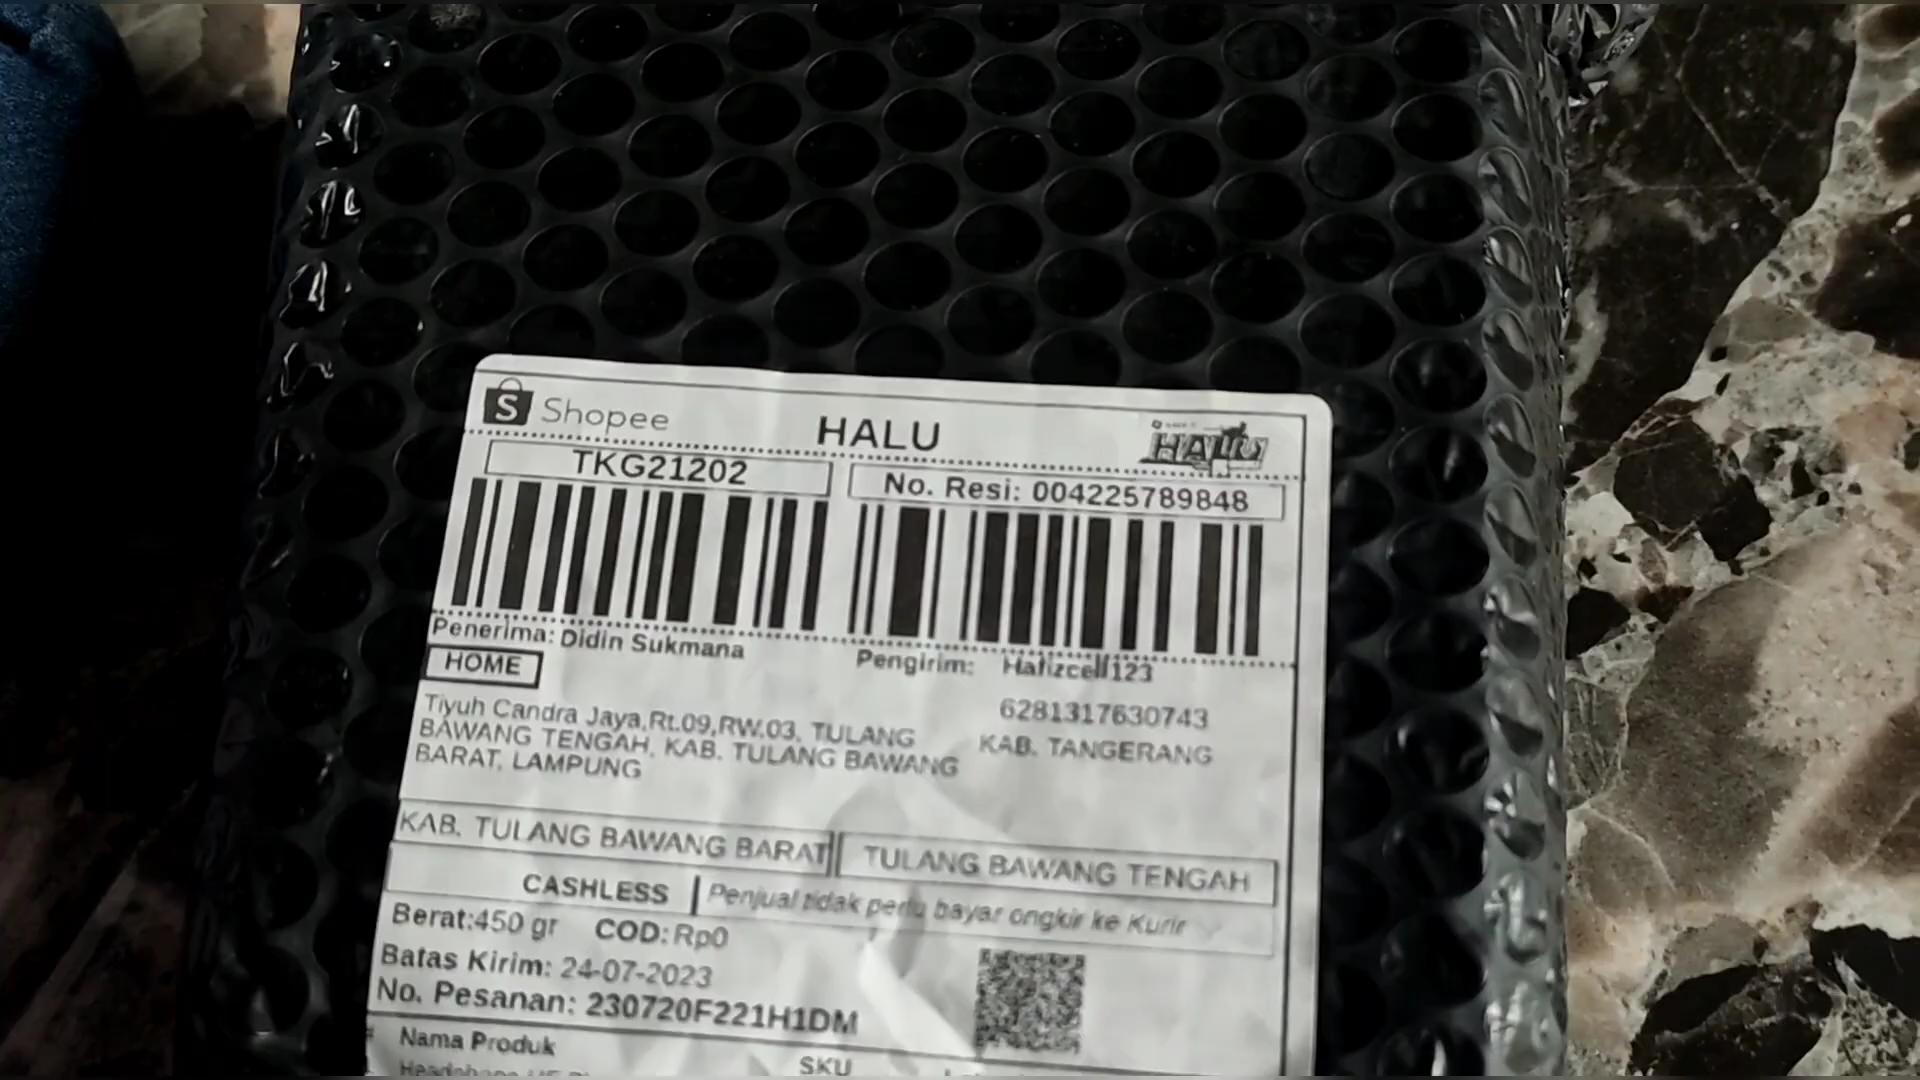 Shopee
HALU
HALU
TKG21202
No. Resi: 004225789848
Penerima: Didin Sukmana
HOME
Tiyuh Candra Jaya,Rt.09,RW.03, TULANG
BAWANG TENGAH, KAB. TULANG BAWANG
BARAT, LAMPUNG
Pengirim: Hafizcell123
6281317630743
KAB. TANGERANG
KAB. TULANG BAWANG BARAT
TULANG BAWANG TENGAH
CASHLESS
Penjual tidak perlu bayar ongkir ke Kurir
Berat:450 gr COD:Rp0
Batas Kirim: 24-07-2023
No. Pesanan: 230720F221H1DM
# Nama Produk
SKU
Headphone